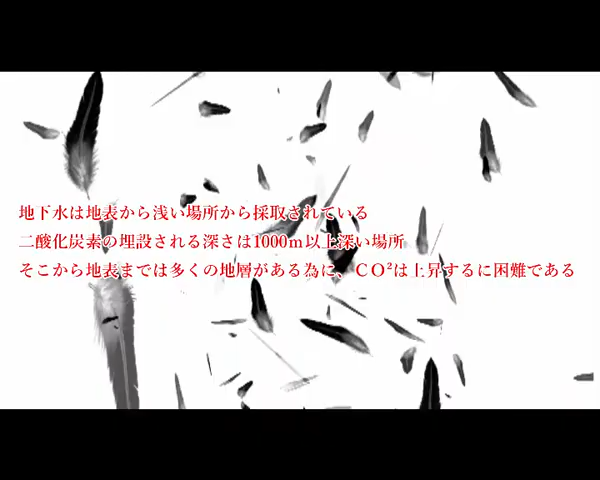 地下水は地表から浅い場所から採取されている
二酸化炭素の埋設される深さは1000m以上深い場所
そこから地表までは多くの地層がある為に、ＣＯ²は上昇するに困難である